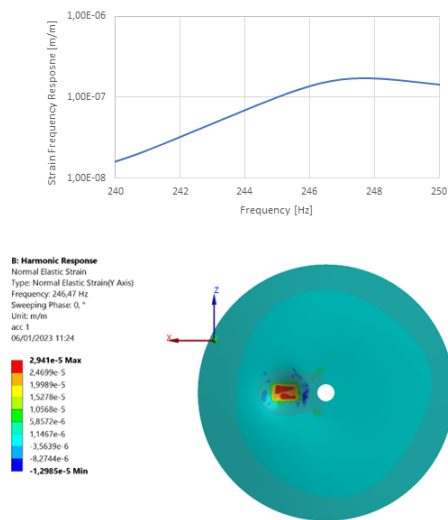 1,00E-06
Strain Frequency Resposne [m/m]
1,00E-07
1,00E-08
240 242 244 246 248 250
Frequency [Hz]
B: Harmonic Response
Normal Elastic Strain
Type: Normal Elastic Strain(Y Axis)
Frequency: 246,47 Hz
Sweeping Phase: 0, °
Unit: m/m
acc 1
06/01/2023 11:24
Z
X
2,941e-5 Max
2,4699e-5
1,9989e-5
1,5278e-5
1,0568e-5
5,8572e-6
1,1467e-6
-3,5639e-6
-8,2744e-6
-1,2985e-5 Min